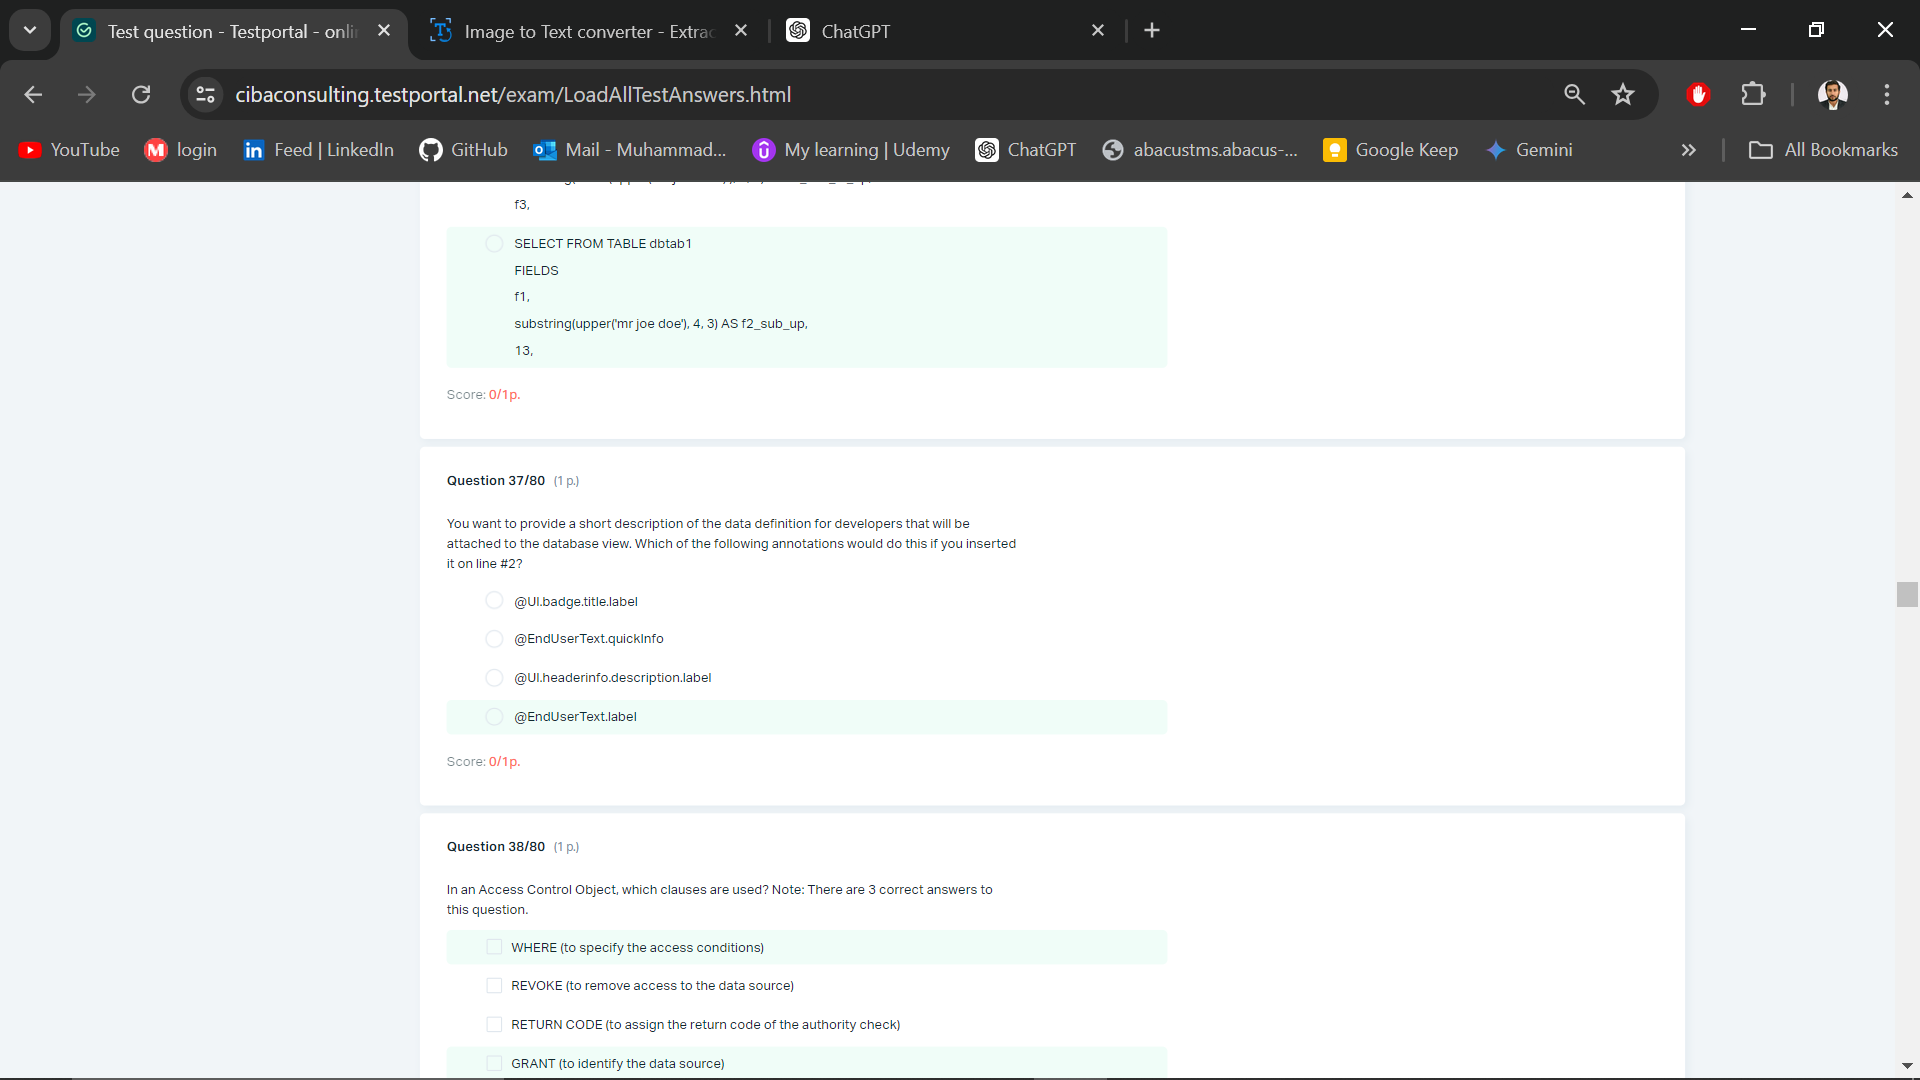 Test question - Testportal - onli
Image to Text converter - Extrac
ChatGPT
cibaconsulting.testportal.net/exam/LoadAllTestAnswers.html
YouTube
login
Feed | LinkedIn
GitHub
Mail - Muhammad...
My learning | Udemy
ChatGPT
abacustms.abacus-...
Google Keep
Gemini
All Bookmarks
f3,
SELECT FROM TABLE dbtab1
FIELDS
f1,
substring(upper('mr joe doe'), 4, 3) AS f2_sub_up,
13,
Score: 0/1p.
Question 37/80 (1 p.)
You want to provide a short description of the data definition for developers that will be
attached to the database view. Which of the following annotations would do this if you inserted
it on line #2?
@UI.badge.title.label
@EndUserText.quickInfo
@UI.headerinfo.description.label
@EndUserText.label
Score: 0/1p.
Question 38/80 (1 p.)
In an Access Control Object, which clauses are used? Note: There are 3 correct answers to
this question.
WHERE (to specify the access conditions)
REVOKE (to remove access to the data source)
RETURN CODE (to assign the return code of the authority check)
GRANT (to identify the data source)